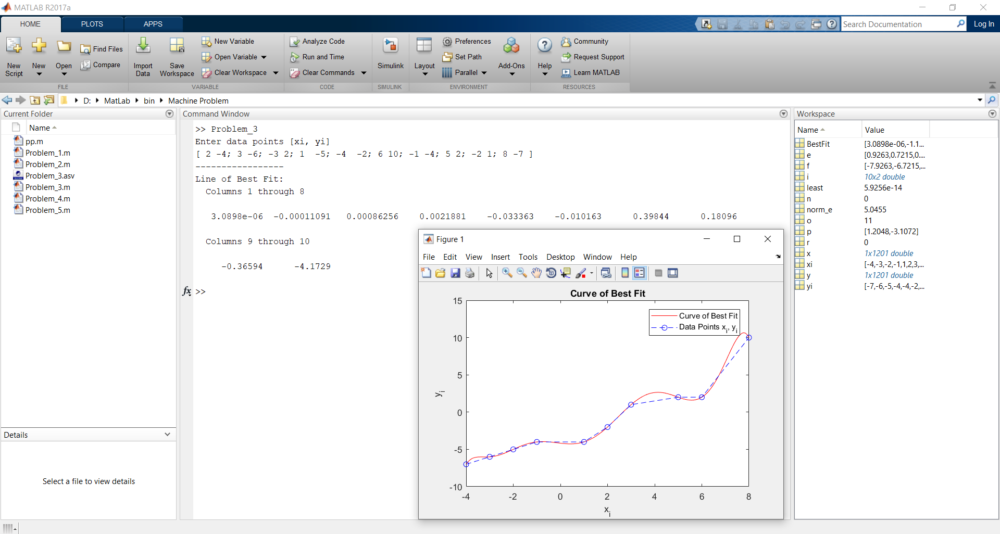 MATLAB R2017a
HOME PLOTS APPS
Search Documentation Log In
New Script
New
Open
Find Files
Compare
FILE
Import Data
Save Workspace
New Variable
Open Variable
Clear Workspace
VARIABLE
Analyze Code
Run and Time
Clear Commands
CODE
Simulink
SIMULINK
Layout
Preferences
Set Path
Parallel
Add-Ons
ENVIRONMENT
Help
Community
Request Support
Learn MATLAB
RESOURCES
D: MatLab bin Machine Problem
Current Folder
Name
pp.m
Problem_1.m
Problem_2.m
Problem_3.asv
Problem_3.m
Problem_4.m
Problem_5.m
Details
Select a file to view details
Command Window
>> Problem_3
Enter data points [xi, yi]
[ 2 -4; 3 -6; -3 2; 1  -5; -4  -2; 6 10; -1 -4; 5 2; -2 1; 8 -7 ]
-----------------
Line of Best Fit:
Columns 1 through 8
3.0898e-06 -0.00011091 0.00086256 0.0021881 -0.033363 -0.010163 0.39844 0.18096
Columns 9 through 10
-0.36594 -4.1729
fx >>
Figure 1
File Edit View Insert Tools Desktop Window Help
Curve of Best Fit
Curve of Best Fit
Data Points xi, yi
15
10
5
0
-5
-10
yi
-4 -2 0 2 4 6 8
xi
Workspace
Name Value
BestFit [3.0898e-06,-1.1...
e [0.9263,0.7215,0....
f [-7.9263,-6.7215,...
i 10x2 double
least 5.9256e-14
n 0
norm_e 5.0455
o 11
p [1.2048,-3.1072]
r 0
x 1x1201 double
xi [-4,-3,-2,-1,1,2,3,...
y 1x1201 double
yi [-7,-6,-5,-4,-4,-2,...